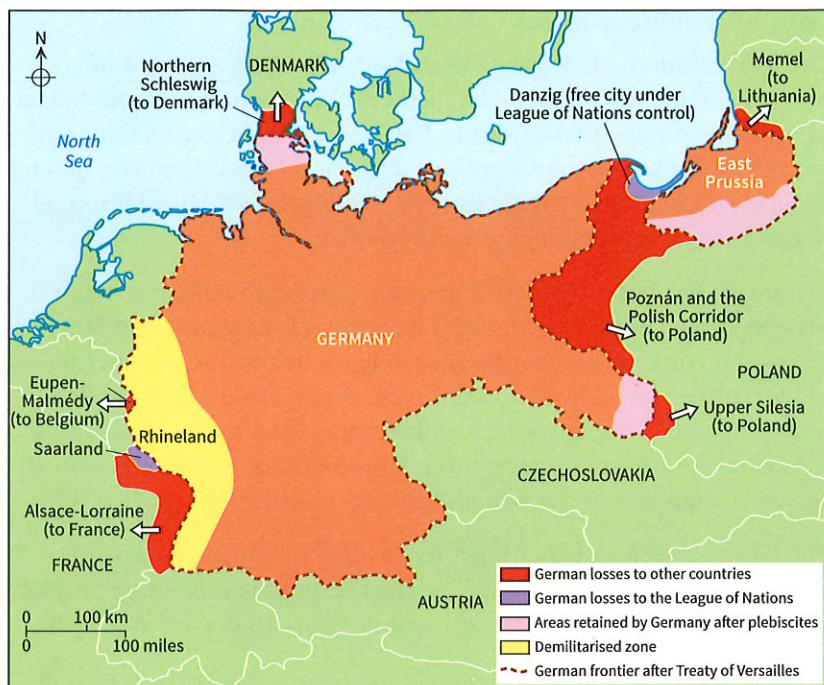 N
Northern
Schleswig
(to Denmark)
DENMARK
Memel
(to
Lithuania)
Danzig (free city under
League of Nations control)
North
Sea
East
Prussia
GERMANY
Poznán and the
Polish Corridor
(to Poland)
POLAND
Eupen-
Malmédy
(to Belgium)
Rhineland
Upper Silesia
(to Poland)
Saarland
CZECHOSLOVAKIA
Alsace-Lorraine
(to France)
FRANCE
AUSTRIA
0 100 km
0 100 miles
German losses to other countries
German losses to the League of Nations
Areas retained by Germany after plebiscites
Demilitarised zone
German frontier after Treaty of Versailles